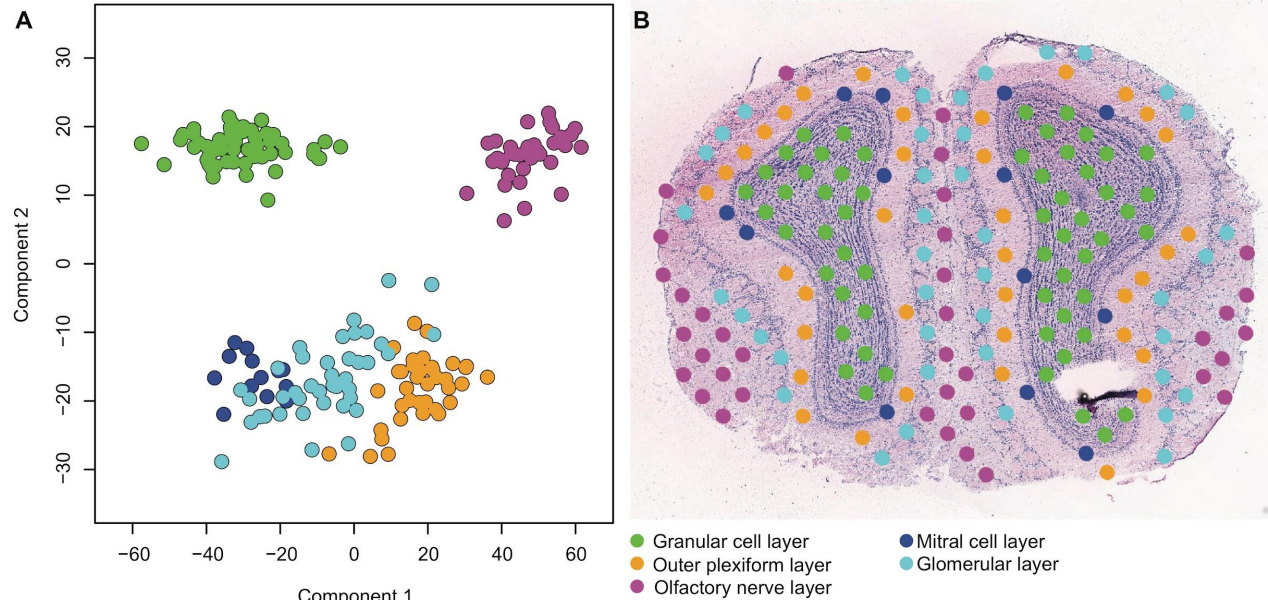 A
B
Component 2
30
20
10
0
−10
−20
−30
−60
−40
−20
0
20
40
60
Component 1
Granular cell layer
Mitral cell layer
Outer plexiform layer
Glomerular layer
Olfactory nerve layer